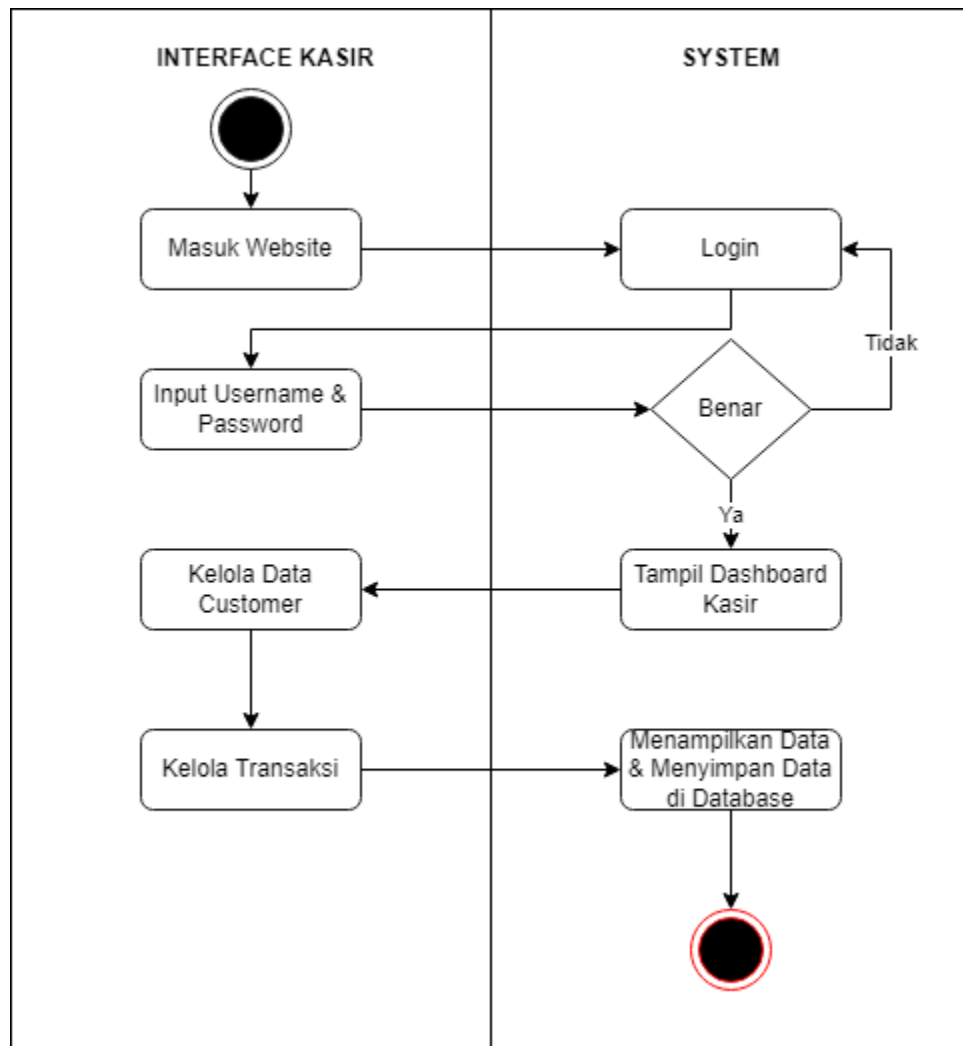 INTERFACE KASIR
SYSTEM
Masuk Website
Login
Tidak
Input Username &
Password
Benar
Ya
Kelola Data
Customer
Tampil Dashboard
Kasir
Kelola Transaksi
Menampilkan Data
& Menyimpan Data
di Database